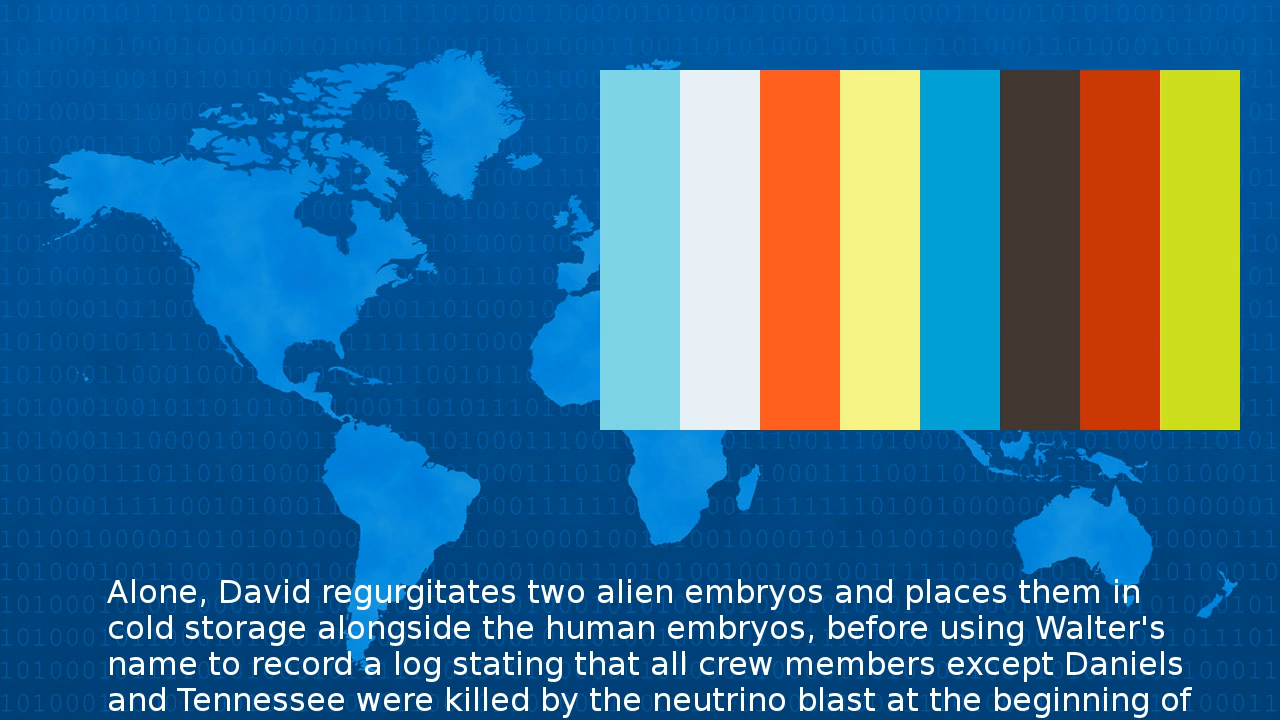 Alone, David regurgitates two alien embryos and places them in
cold storage alongside the human embryos, before using Walter's
name to record a log stating that all crew members except Daniels
and Tennessee were killed by the neutrino blast at the beginning of